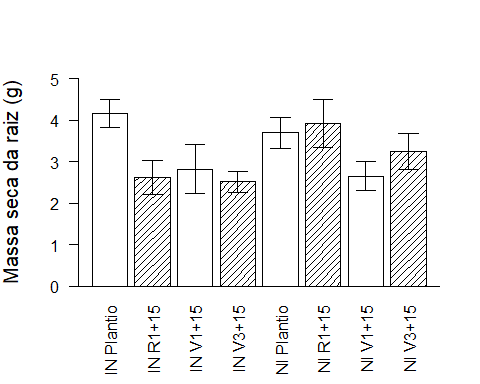 Massa seca da raiz (g)
5
4
3
2
1
0
IN Plantio
IN R1+15
IN V1+15
IN V3+15
NI Plantio
NI R1+15
NI V1+15
NI V3+15